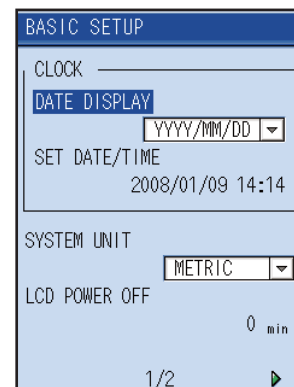 BASIC SETUP
CLOCK
DATE DISPLAY
YYYY/MM/DD
SET DATE/TIME
2008/01/09 14:14
SYSTEM UNIT
METRIC
LCD POWER OFF
0 min
1/2